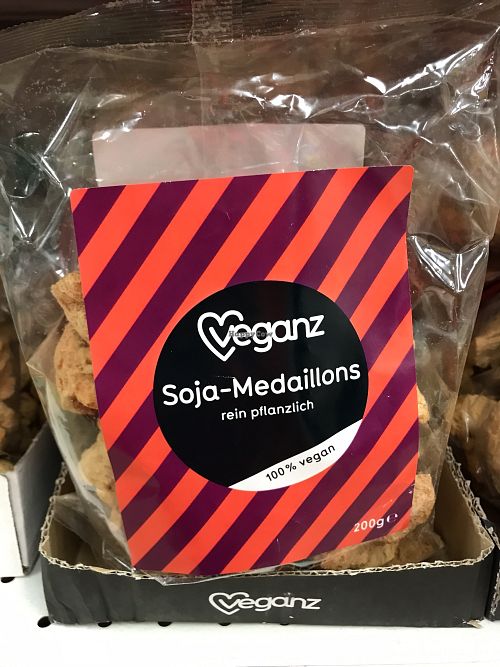 Veganz
Soja-Medaillons
rein pflanzlich
100% vegan
200g e
Veganz